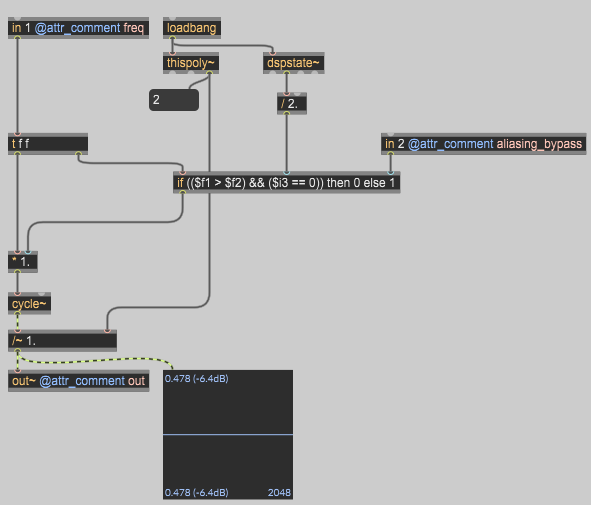 in 1 @attr_comment freq
loadbang
thispoly~
dspstate~
2
/ 2.
t f f
in 2 @attr_comment aliasing_bypass
if (($f1 > $f2) && ($i3 == 0)) then 0 else 1
* 1.
cycle~
/~ 1.
out~ @attr_comment out
0.478 (-6.4dB)
0.478 (-6.4dB) 2048